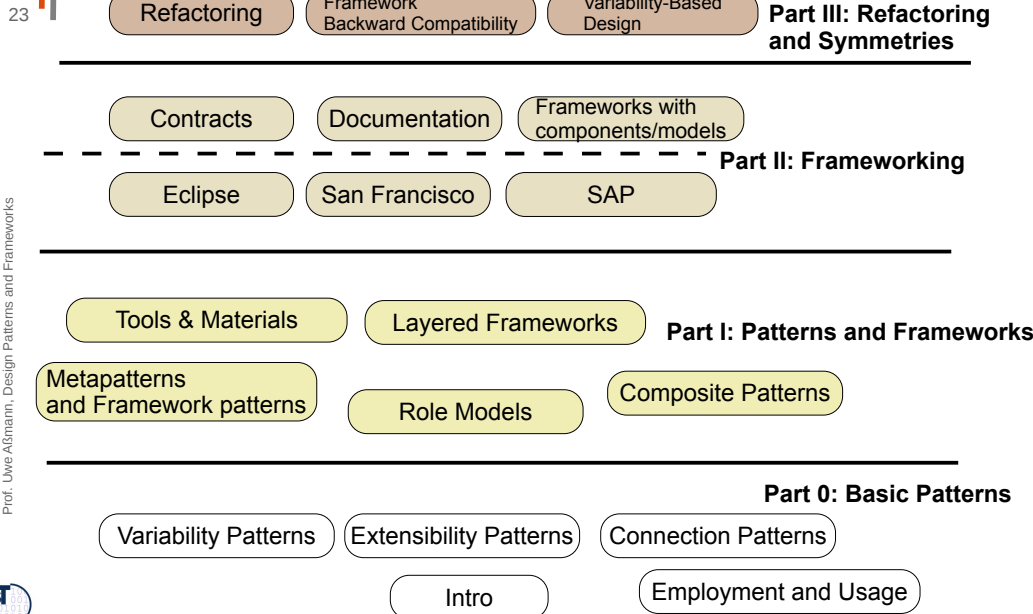 23
Refactoring
Framework
Backward Compatibility
Variability-Based
Design
Part III: Refactoring
and Symmetries
Contracts
Documentation
Frameworks with
components/models
Part II: Frameworking
Eclipse
San Francisco
SAP
Tools & Materials
Layered Frameworks
Part I: Patterns and Frameworks
Metapatterns
and Framework patterns
Role Models
Composite Patterns
Part 0: Basic Patterns
Variability Patterns
Extensibility Patterns
Connection Patterns
Intro
Employment and Usage
Prof. Uwe Aßmann, Design Patterns and Frameworks